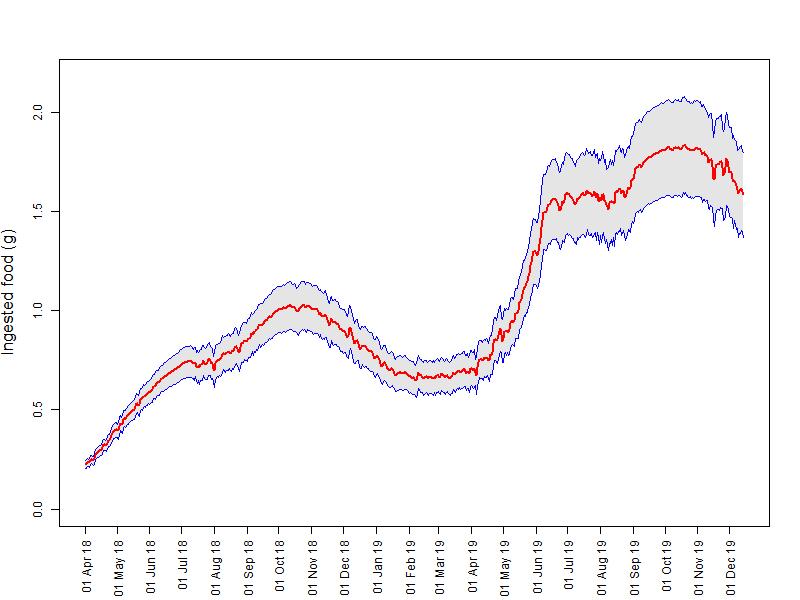 Ingested food (g)
2.0
1.5
1.0
0.5
0.0
01 Apr 18
01 May 18
01 Jun 18
01 Jul 18
01 Aug 18
01 Sep 18
01 Oct 18
01 Nov 18
01 Dec 18
01 Jan 19
01 Feb 19
01 Mar 19
01 Apr 19
01 May 19
01 Jun 19
01 Jul 19
01 Aug 19
01 Sep 19
01 Oct 19
01 Nov 19
01 Dec 19